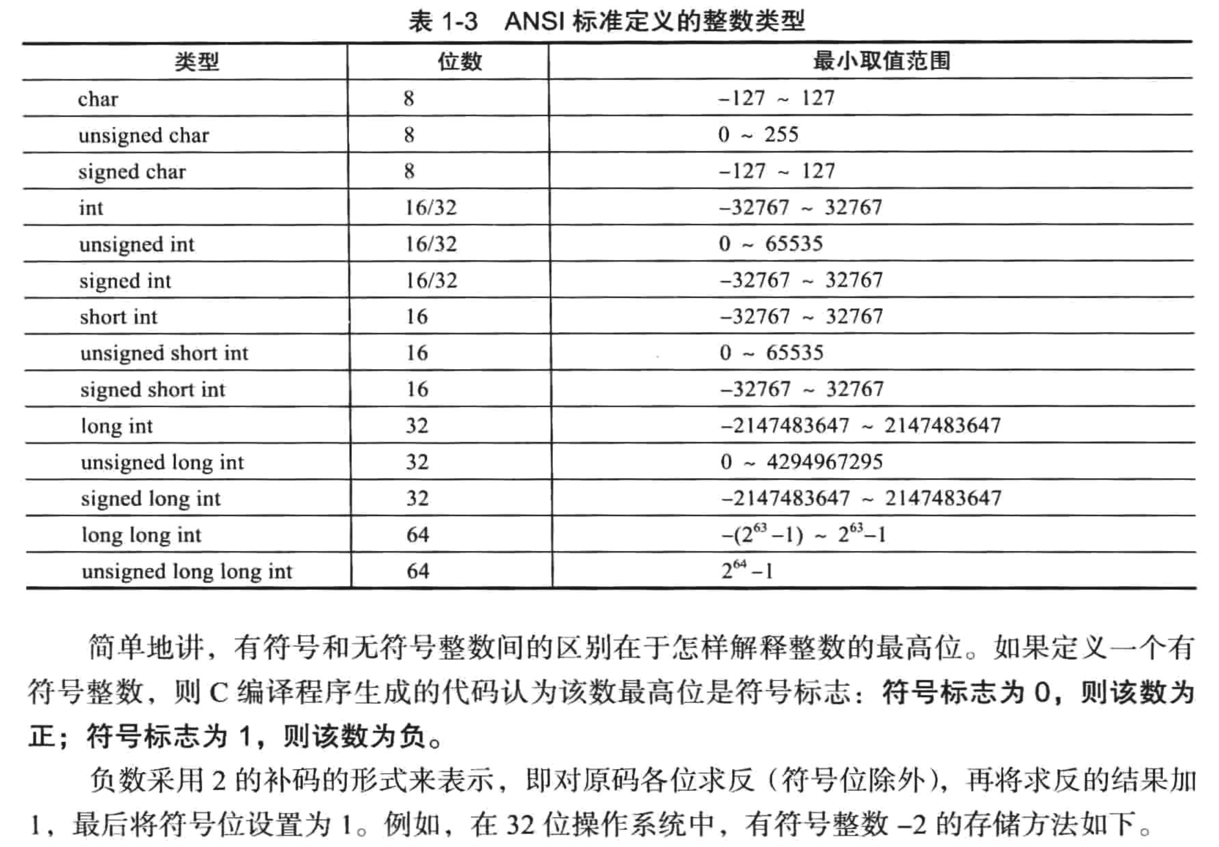 表 1-3 ANSI 标准定义的整数类型
类型 位数 最小取值范围
char 8 –127 ~ 127
unsigned char 8 0 ~ 255
signed char 8 –127 ~ 127
int 16/32 –32767 ~ 32767
unsigned int 16/32 0 ~ 65535
signed int 16/32 –32767 ~ 32767
short int 16 –32767 ~ 32767
unsigned short int 16 0 ~ 65535
signed short int 16 –32767 ~ 32767
long int 32 –2147483647 ~ 2147483647
unsigned long int 32 0 ~ 4294967295
signed long int 32 –2147483647 ~ 2147483647
long long int 64 –(2⁶³–1) ~ 2⁶³–1
unsigned long long int 64 2⁶⁴–1
简单地讲，有符号和无符号整数间的区别在于怎样解释整数的最高位。如果定义一个有
符号整数，则 C 编译程序生成的代码认为该数最高位是符号标志：符号标志为 0，则该数为
正；符号标志为 1，则该数为负。
负数采用 2 的补码的形式来表示，即对原码各位求反（符号位除外），再将求反的结果加
1，最后将符号位设置为 1。例如，在 32 位操作系统中，有符号整数 –2 的存储方法如下。